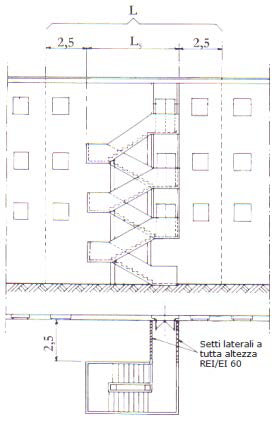 L
2,5
Ls
2,5
2,5
Setti laterali a
tutta altezza
REI/EI 60